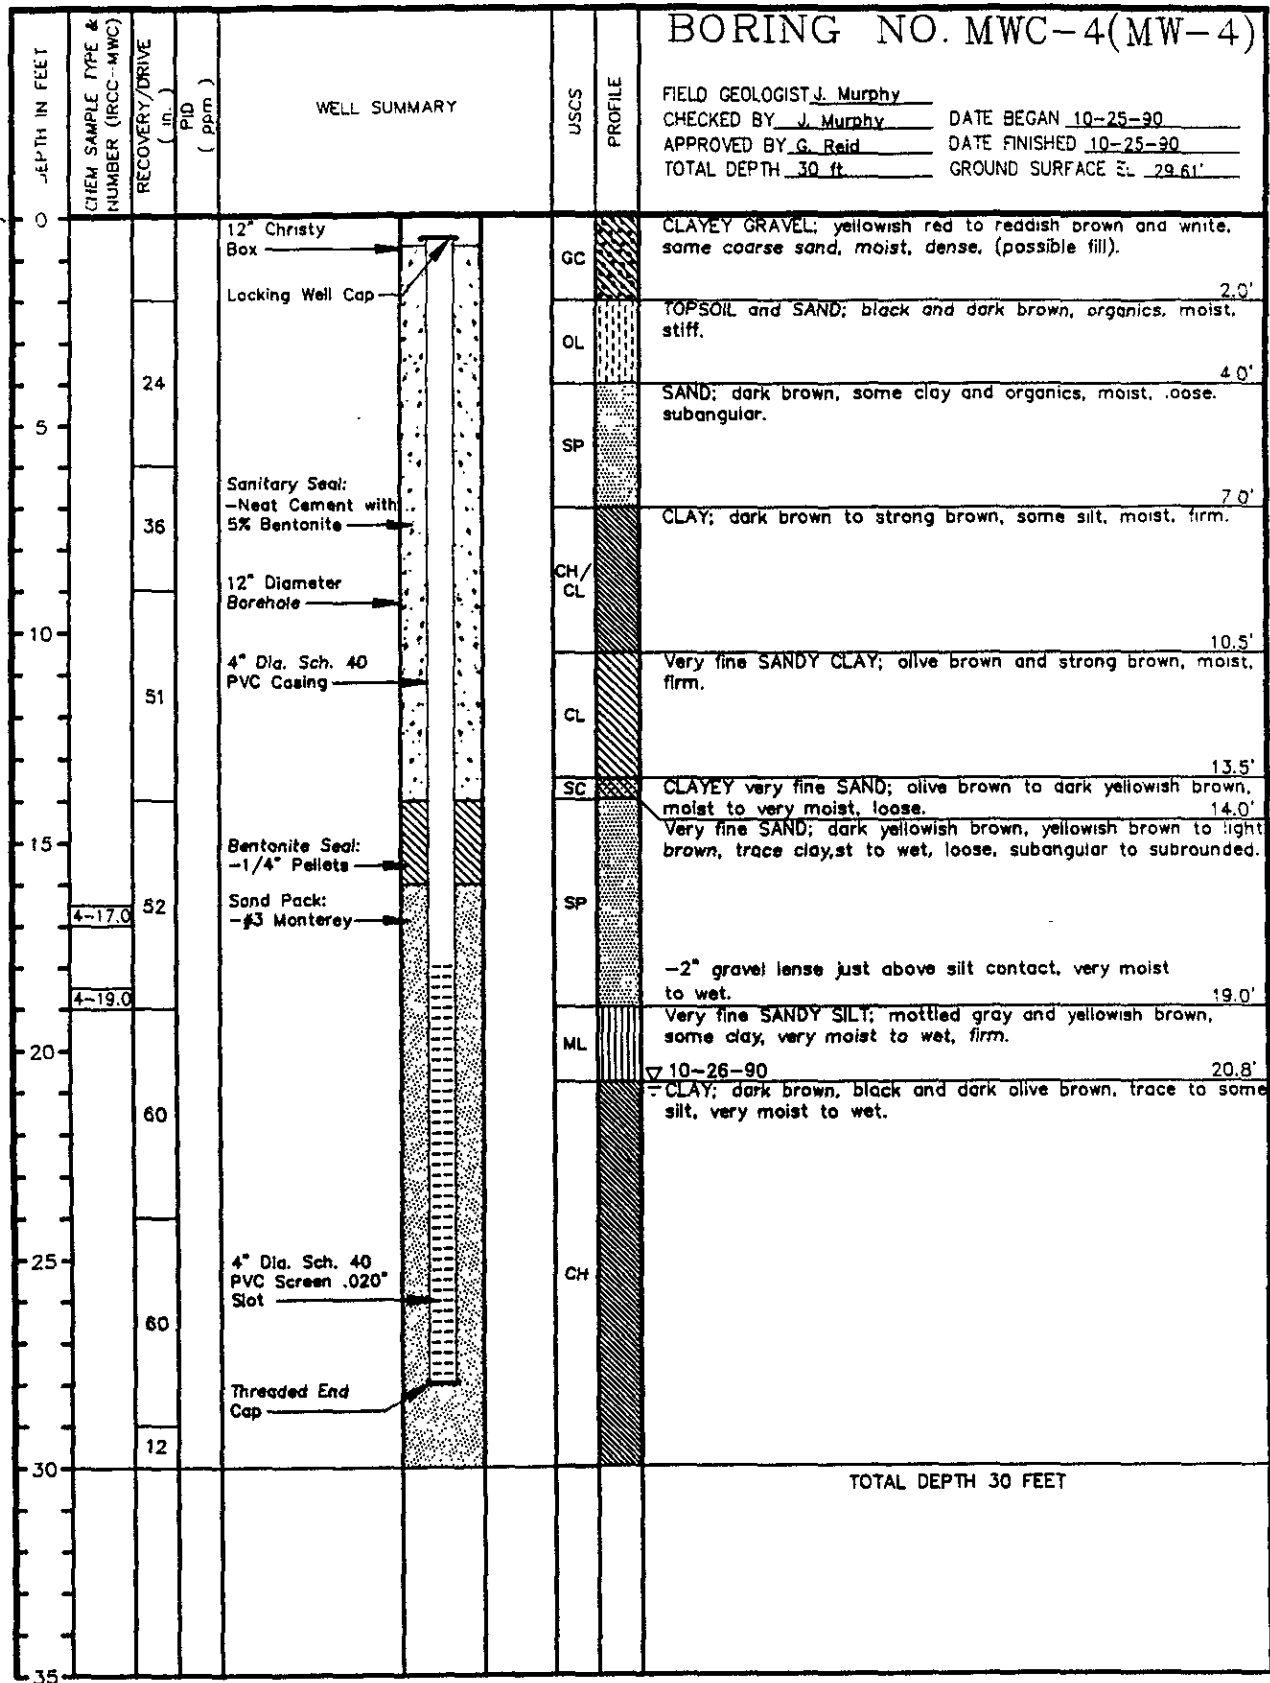 BORING NO. MWC-4(MW-4)
DEPTH IN FEET
CHEM SAMPLE TYPE &
NUMBER (IRCC-MWC)
RECOVERY/DRIVE
( in. )
PID
( ppm )
WELL SUMMARY
USCS
PROFILE
FIELD GEOLOGIST J. Murphy
CHECKED BY J. Murphy DATE BEGAN 10-25-90
APPROVED BY G. Reid DATE FINISHED 10-25-90
TOTAL DEPTH 30 ft. GROUND SURFACE EL 29.61'
0
12" Christy
Box
GC
CLAYEY GRAVEL; yellowish red to reddish brown and white,
some coarse sand, moist, dense, (possible fill).
Locking Well Cap
2.0'
TOPSOIL and SAND; black and dark brown, organics, moist,
stiff.
OL
24
4.0'
SAND; dark brown, some clay and organics, moist, loose.
subangular.
5
SP
Sanitary Seal:
-Neat Cement with
5% Bentonite
7.0'
CLAY; dark brown to strong brown, some silt, moist, firm.
36
CH/
CL
12" Diameter
Borehole
10
10.5'
4" Dia. Sch. 40
PVC Casing
Very fine SANDY CLAY; olive brown and strong brown, moist,
firm.
51
CL
13.5'
SC
CLAYEY very fine SAND; olive brown to dark yellowish brown,
moist to very moist, loose. 14.0'
Very fine SAND; dark yellowish brown, yellowish brown to light
brown, trace clay,st to wet, loose, subangular to subrounded.
15
Bentonite Seal:
-1/4" Pellets
Sand Pack:
-#3 Monterey
52
4-17.0
SP
-2" gravel lense just above silt contact, very moist
to wet. 19.0'
4-19.0
Very fine SANDY SILT; mottled gray and yellowish brown,
some clay, very moist to wet, firm.
ML
20
10-26-90 20.8'
CLAY; dark brown, black and dark olive brown, trace to some
silt, very moist to wet.
60
25
4" Dia. Sch. 40
PVC Screen .020"
Slot
CH
60
Threaded End
Cap
12
30
TOTAL DEPTH 30 FEET
35